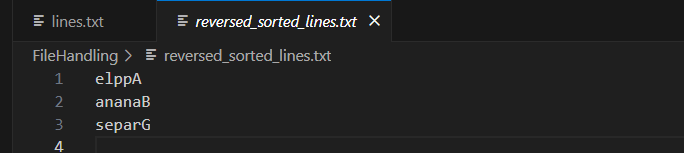 lines.txt reversed_sorted_lines.txt
FileHandling > reversed_sorted_lines.txt
1 elppA
2 ananaB
3 separG
4